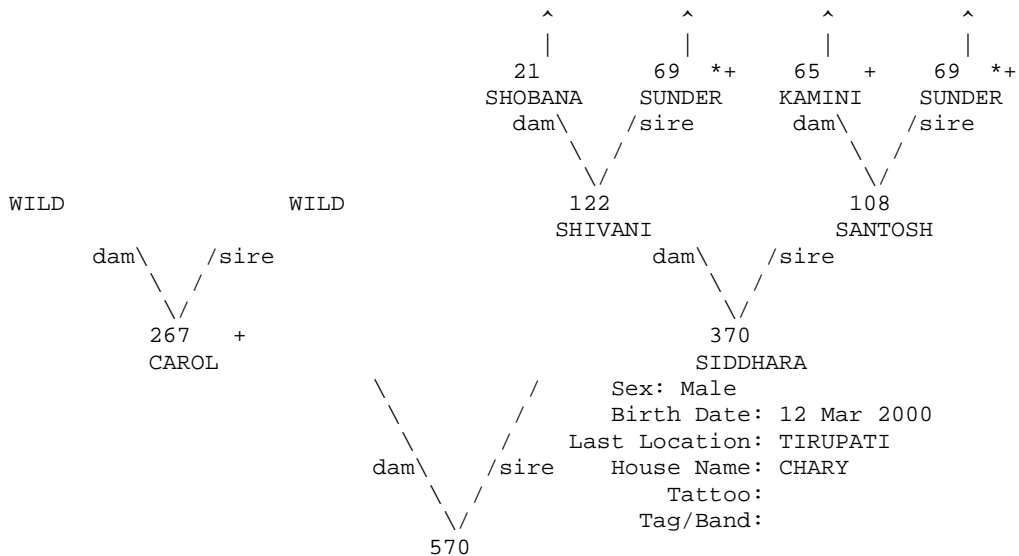 ^ ^ ^ ^
| | | |
21 69 *+ 65 + 69 *+
SHOBANA SUNDER KAMINI SUNDER
dam\ /sire dam\ /sire
\ / \ /
\/ \/
WILD WILD 122 108
SHIVANI SANTOSH
dam\ /sire dam\ /sire
\ / \ /
\/ \/
267 + 370
CAROL SIDDHARA
\ / Sex: Male
\ / Birth Date: 12 Mar 2000
\ / Last Location: TIRUPATI
dam\ /sire House Name: CHARY
\ / Tattoo:
\/ Tag/Band:
570